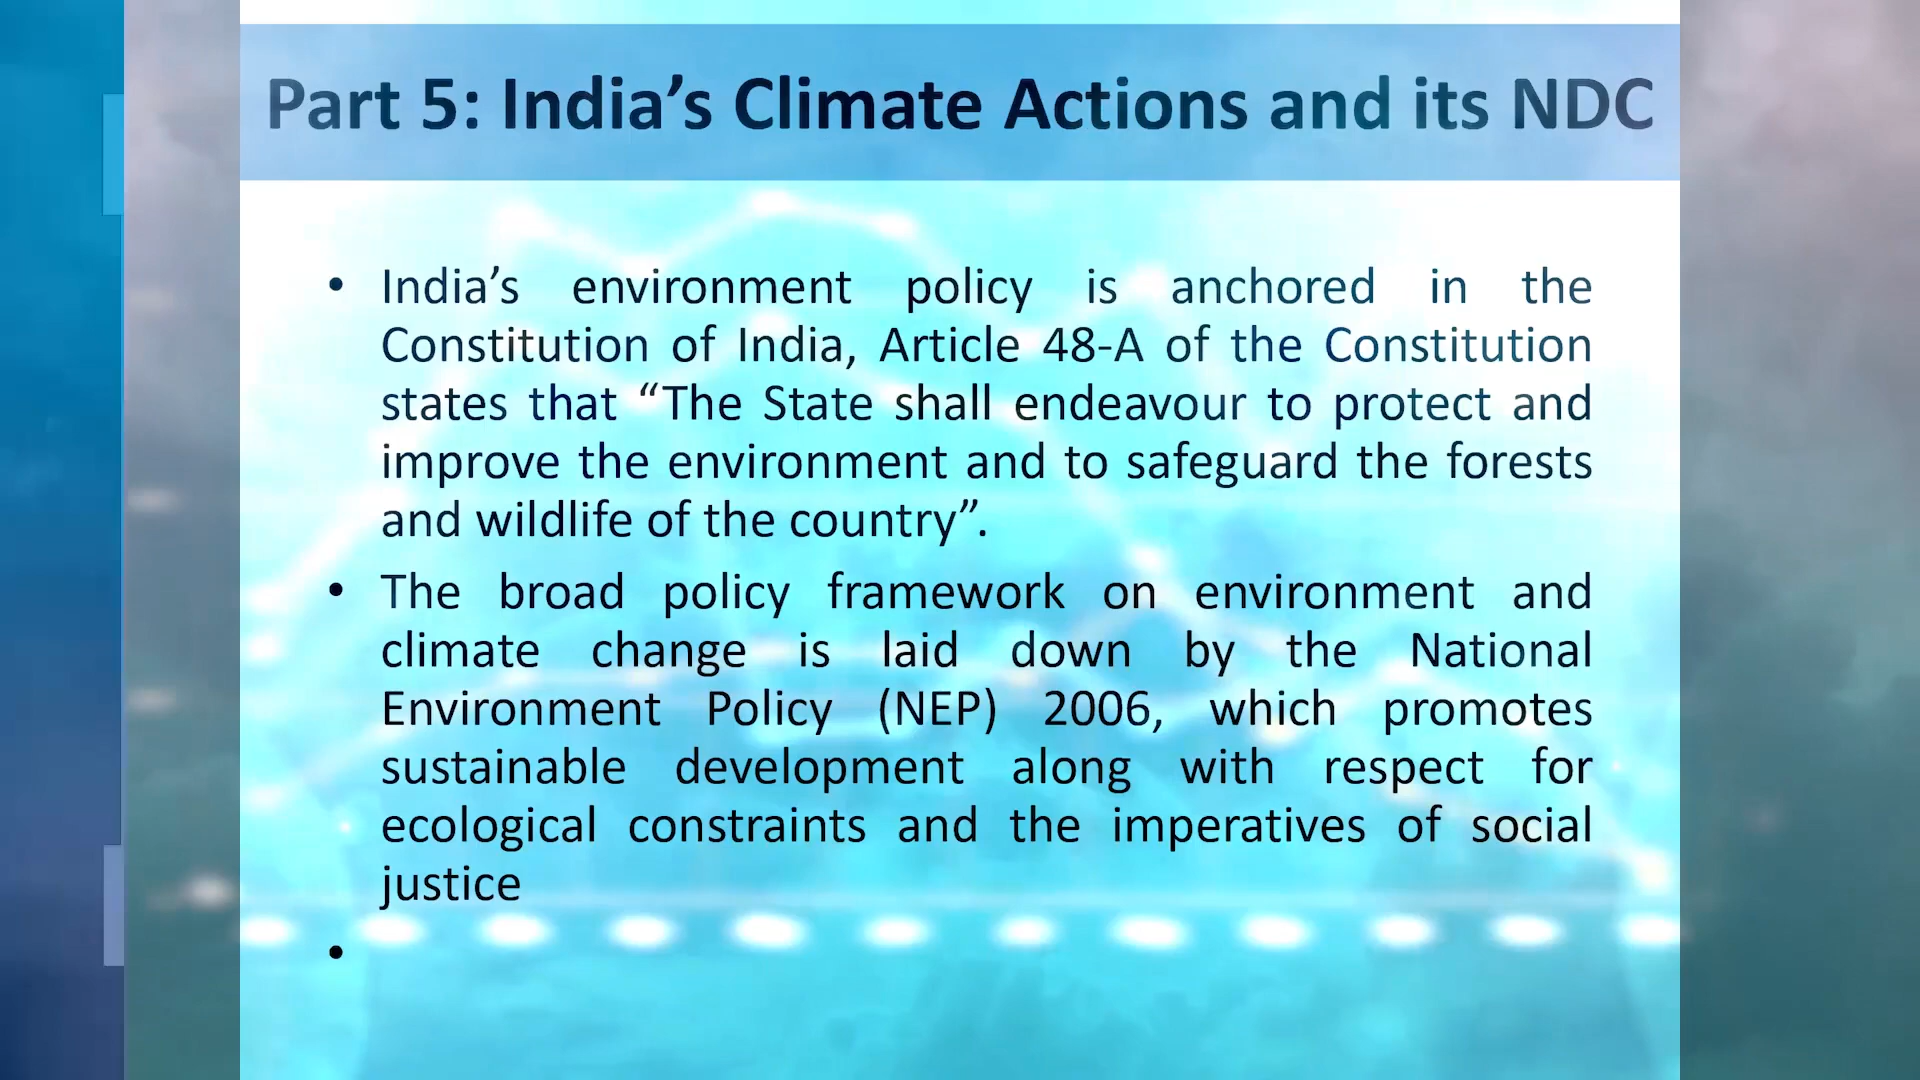 Part 5: India’s Climate Actions and its NDC
• India’s environment policy is anchored in the
Constitution of India, Article 48-A of the Constitution
states that “The State shall endeavour to protect and
improve the environment and to safeguard the forests
and wildlife of the country”.
• The broad policy framework on environment and
climate change is laid down by the National
Environment Policy (NEP) 2006, which promotes
sustainable development along with respect for
ecological constraints and the imperatives of social
justice
•